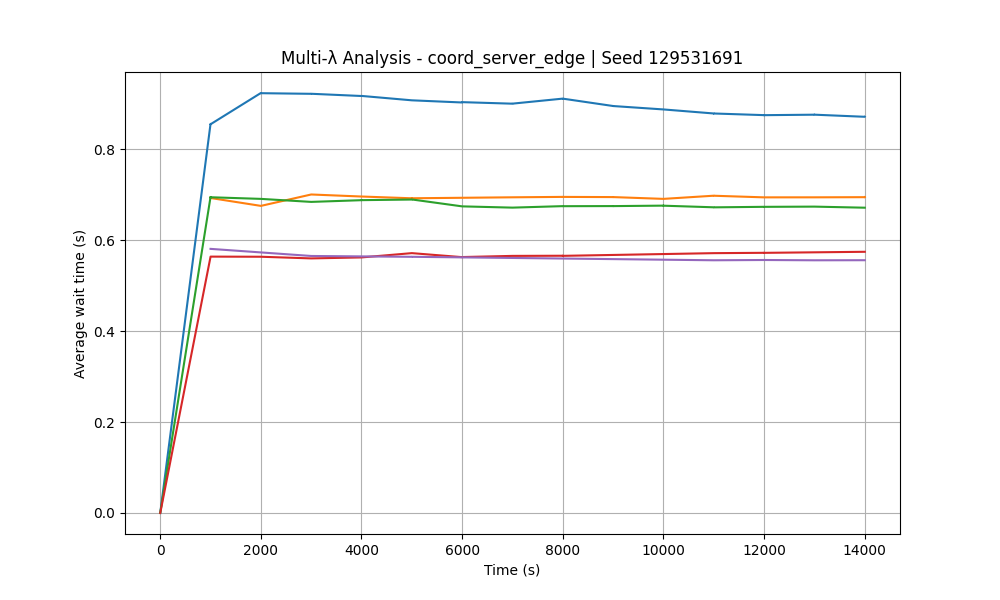 Multi-λ Analysis - coord_server_edge | Seed 129531691
Average wait time (s)
0.8
0.6
0.4
0.2
0.0
0 2000 4000 6000 8000 10000 12000 14000
Time (s)